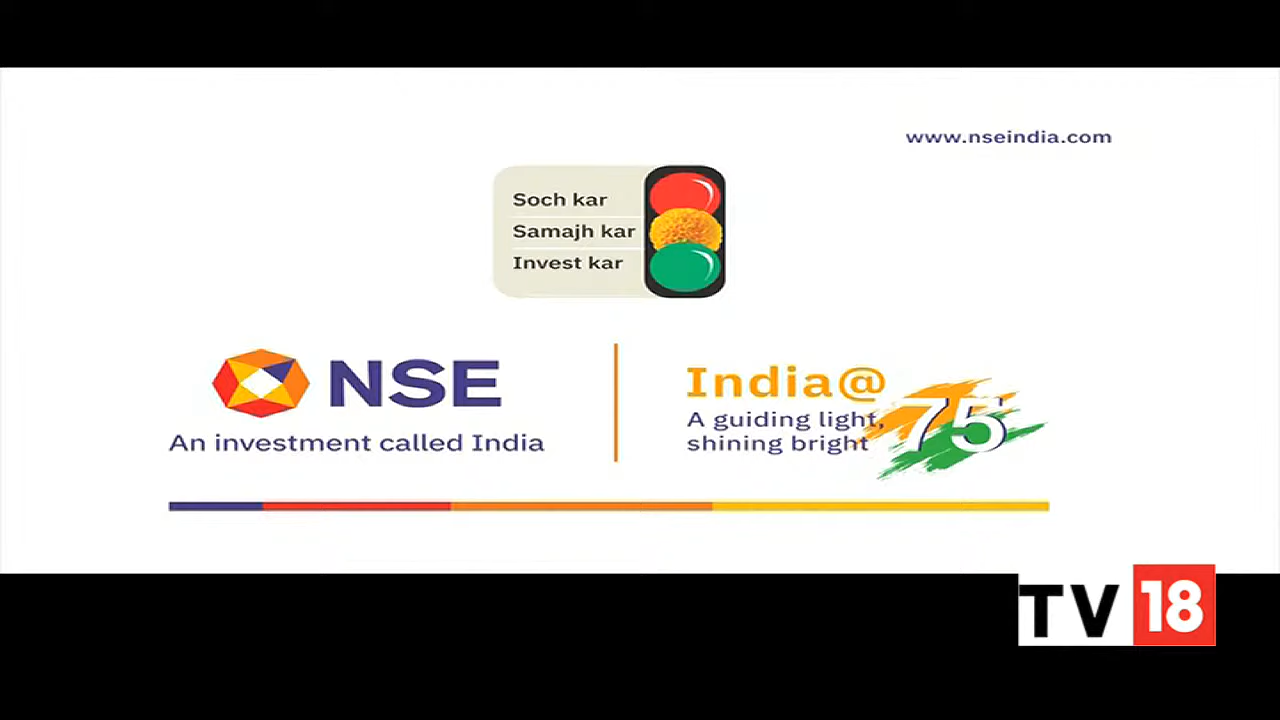 www.nseindia.com
Soch kar
Samajh kar
Invest kar
NSE
An investment called India
India@
75
A guiding light,
shining bright
TV18